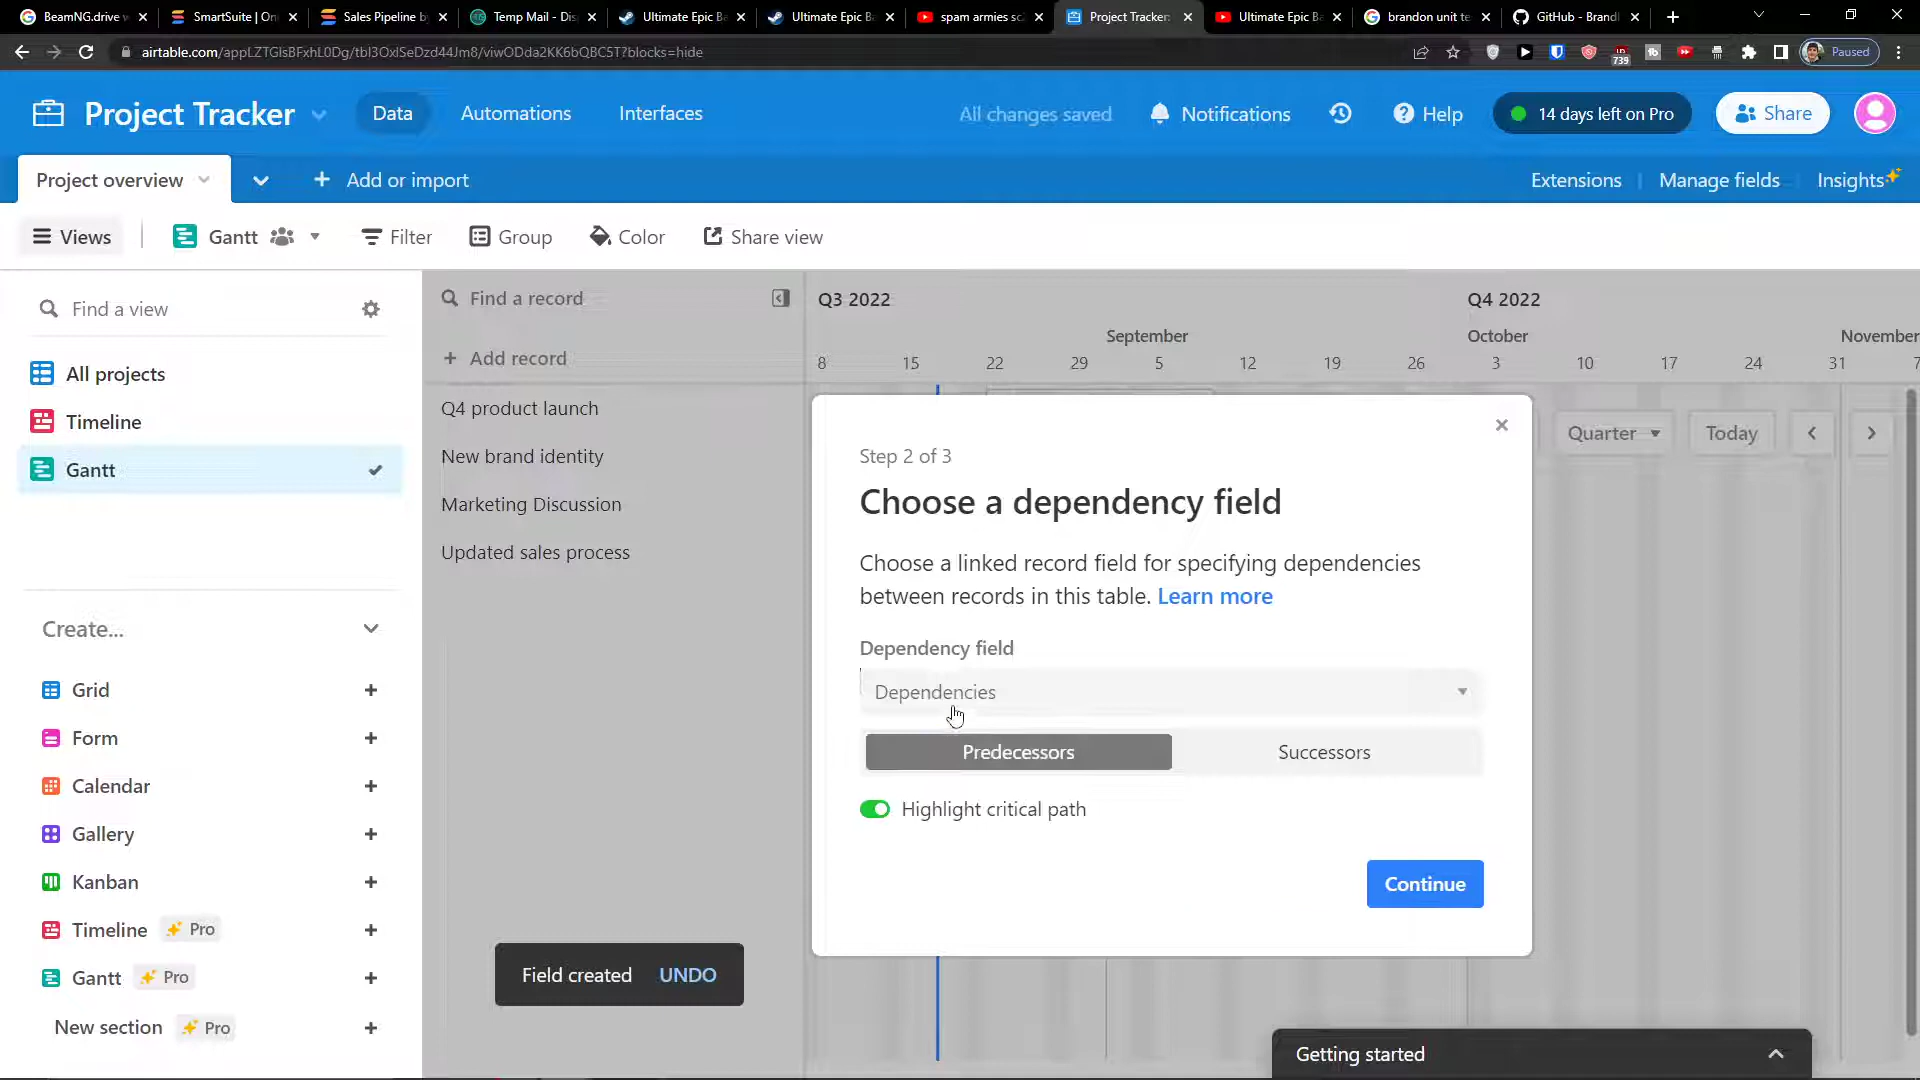 BeamNG.drive
SmartSuite | On
Sales Pipeline b
Temp Mail - Dis
Ultimate Epic Ba
Ultimate Epic Ba
spam armies sc2
Project Tracker:
Ultimate Epic Ba
brandon unit te
GitHub - Brandl
airtable.com/appLZTGlsBFxhL0Dg/tbl3OxlSeDzd44Jm8/viwODda2KK6bQBC5T?blocks=hide
739
Paused
Project Tracker
Data
Automations
Interfaces
All changes saved
Notifications
Help
14 days left on Pro
Share
Project overview
Add or import
Extensions
Manage fields
Insights
Views
Gantt
Filter
Group
Color
Share view
Find a view
Find a record
Q3 2022
Q4 2022
September
October
November
Add record
8 15 22 29 5 12 19 26 3 10 17 24 31 7
All projects
Timeline
Gantt
Q4 product launch
New brand identity
Marketing Discussion
Updated sales process
Quarter
Today
Step 2 of 3
Choose a dependency field
Choose a linked record field for specifying dependencies
between records in this table. Learn more
Dependency field
Dependencies
Predecessors
Successors
Highlight critical path
Continue
Create...
Grid
Form
Calendar
Gallery
Kanban
Timeline Pro
Gantt Pro
New section Pro
Field created UNDO
Getting started